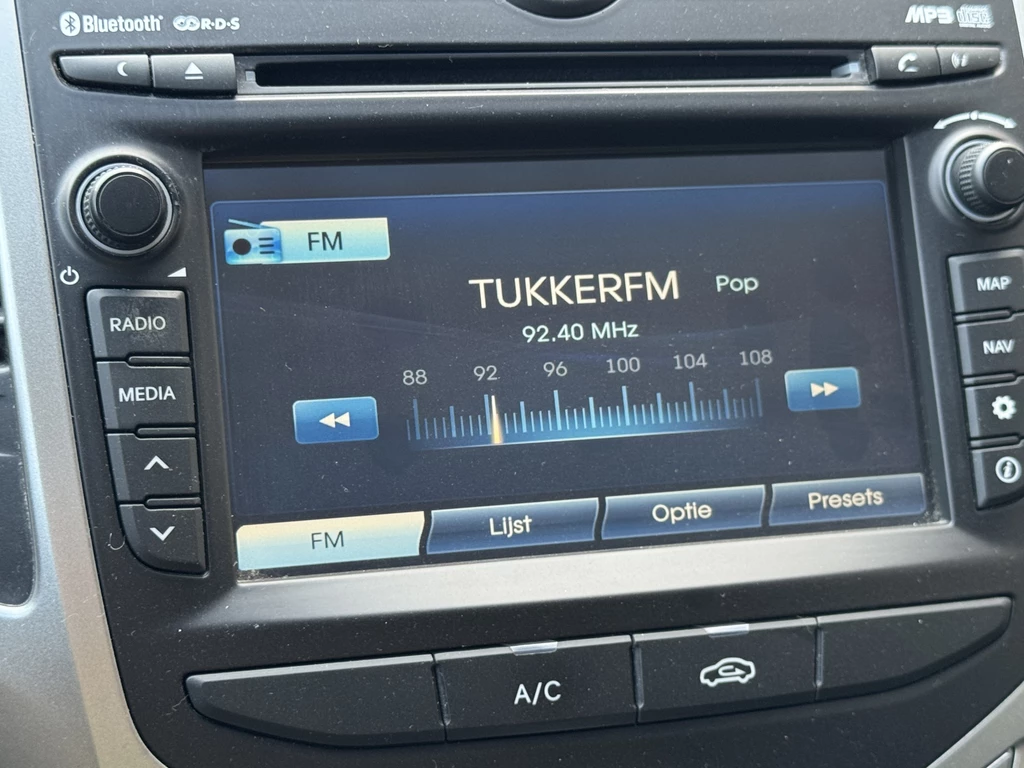 Bluetooth® R·D·S
MP3 disc
FM
TUKKERFM Pop
92.40 MHz
88 92 96 100 104 108
RADIO
MEDIA
MAP
NAV
FM Lijst Optie Presets
A/C